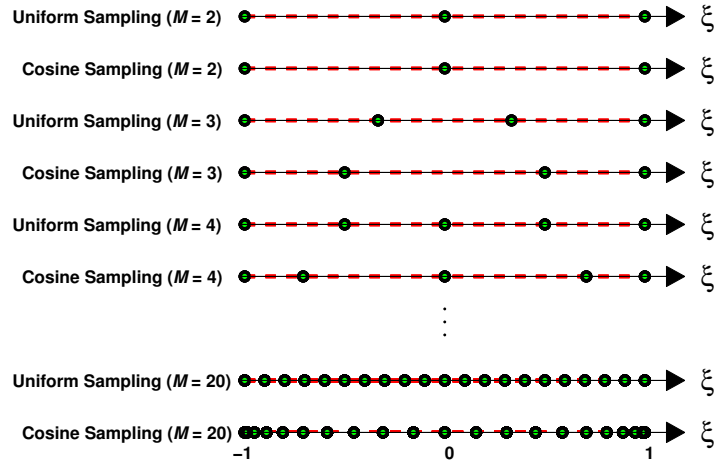 Uniform Sampling (M = 2) ξ
Cosine Sampling (M = 2) ξ
Uniform Sampling (M = 3) ξ
Cosine Sampling (M = 3) ξ
Uniform Sampling (M = 4) ξ
Cosine Sampling (M = 4) ξ
Uniform Sampling (M = 20) ξ
Cosine Sampling (M = 20) ξ
−1 0 1